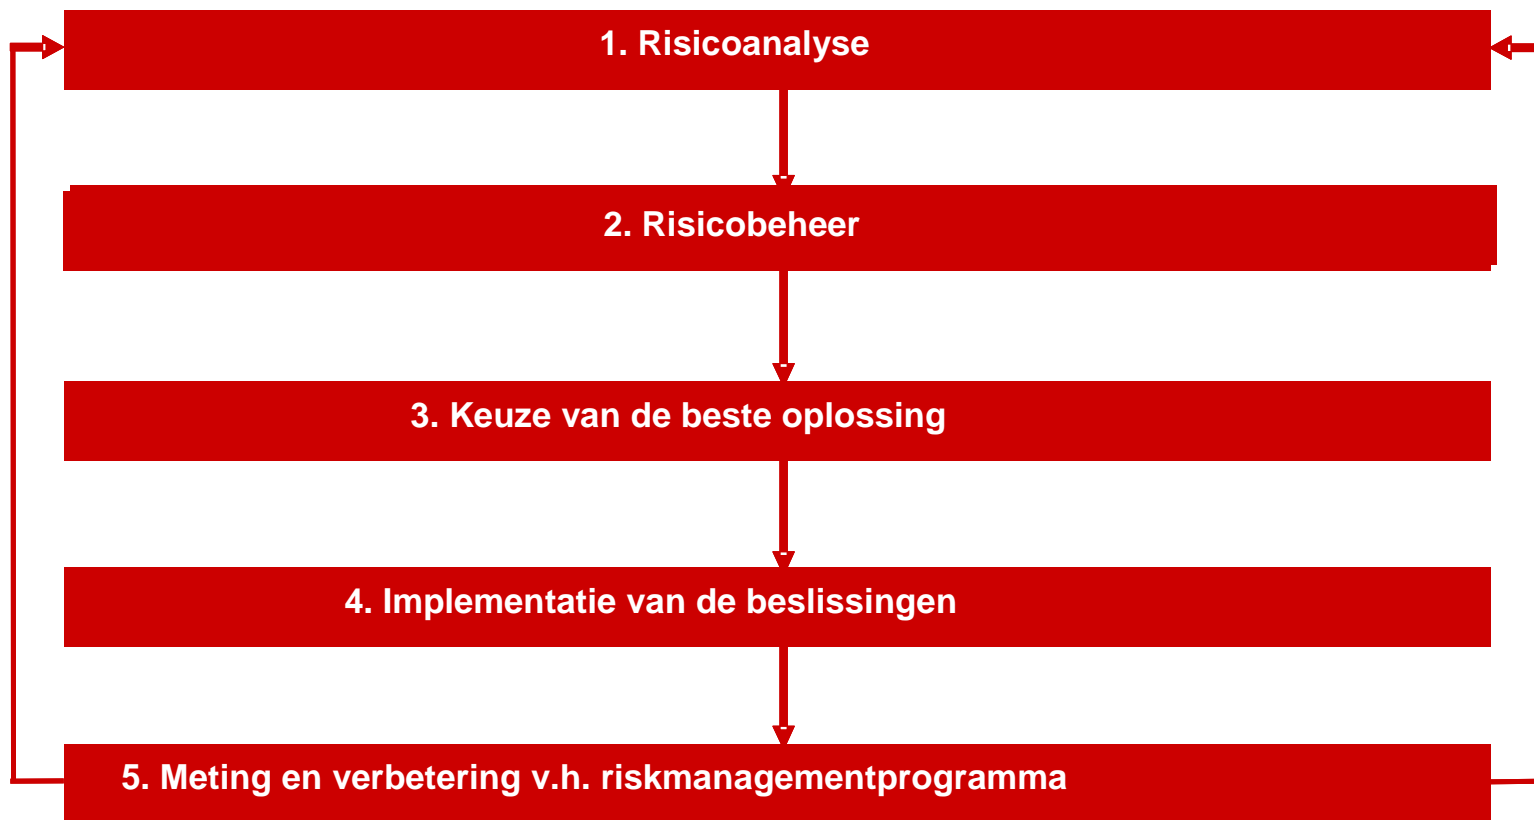 1. Risicoanalyse
2. Risicobeheer
3. Keuze van de beste oplossing
4. Implementatie van de beslissingen
5. Meting en verbetering v.h. riskmanagementprogramma